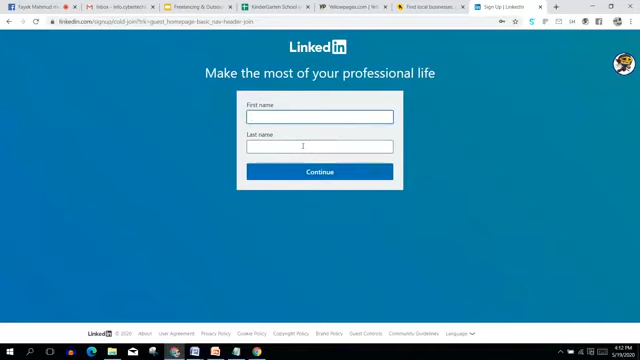 Fayek Mahmud m
Inbox - info.cybertech
Freelancing & Outso
KinderGarten School i
Yellowpages.com | Yell
Find local businesses,
Sign Up | LinkedIn
linkedin.com/signup/cold-join?trk=guest_homepage-basic_nav-header-join
LinkedIn
Make the most of your professional life
First name
Last name
Continue
LinkedIn © 2020 About User Agreement Privacy Policy Cookie Policy Copyright Policy Brand Policy Guest Controls Community Guidelines Language
4:12 PM
5/19/2020